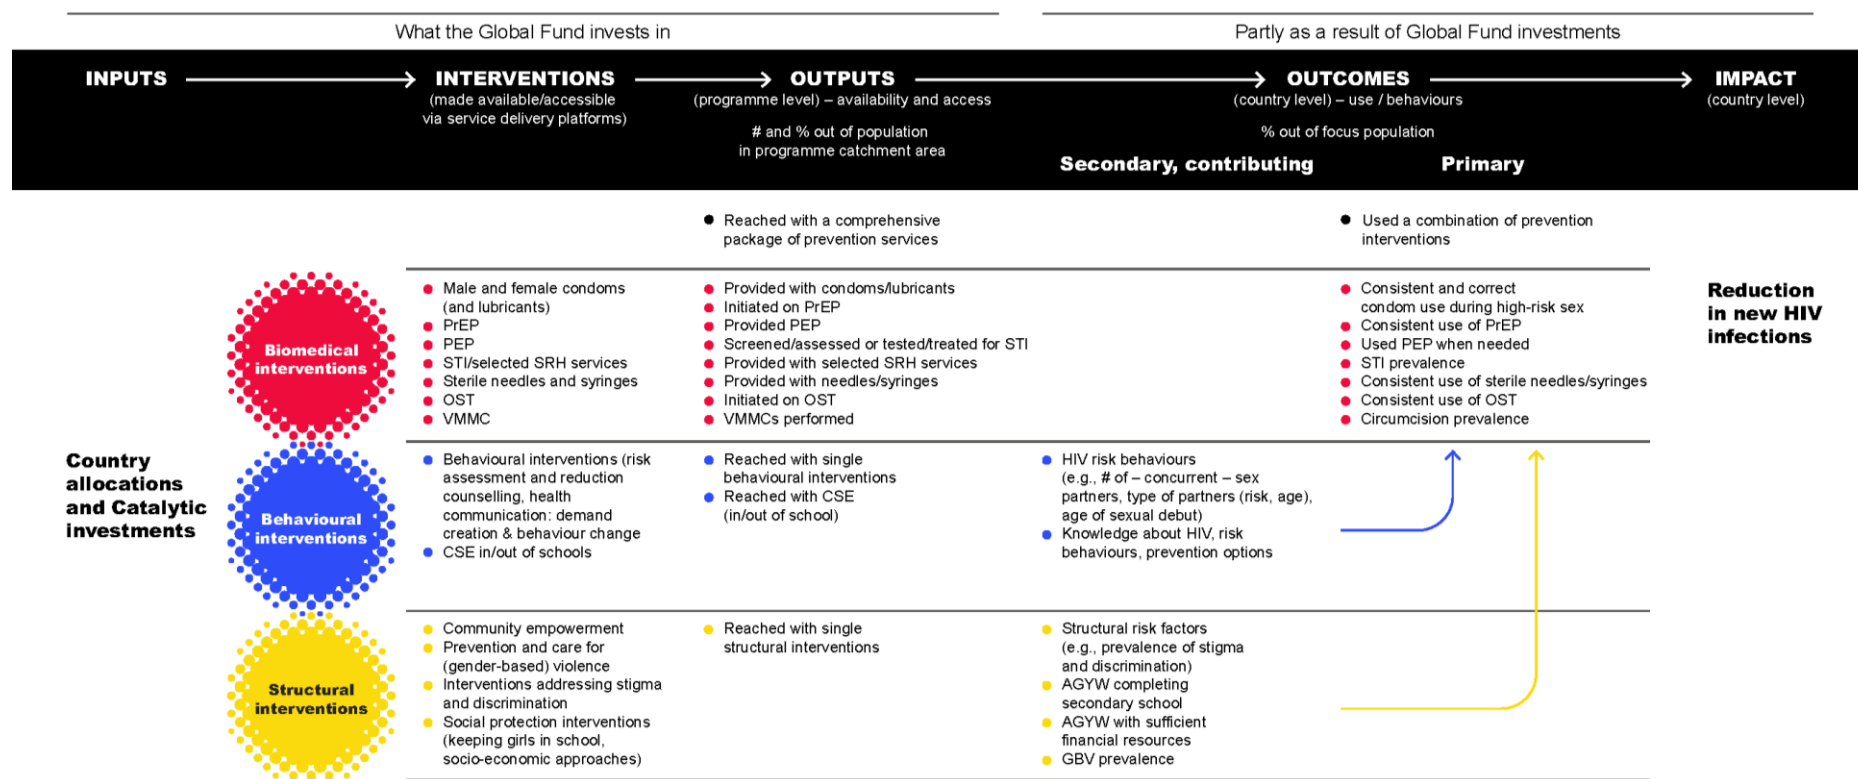 What the Global Fund invests in
Partly as a result of Global Fund investments
INPUTS
INTERVENTIONS
(made available/accessible
via service delivery platforms)
OUTPUTS
(programme level) – availability and access
# and % out of population
in programme catchment area
OUTCOMES
(country level) – use / behaviours
% out of focus population
Secondary, contributing
Primary
IMPACT
(country level)
Reached with a comprehensive
package of prevention services
Used a combination of prevention
interventions
Country
allocations
and Catalytic
investments
Biomedical
interventions
Male and female condoms
(and lubricants)
PrEP
PEP
STI/selected SRH services
Sterile needles and syringes
OST
VMMC
Provided with condoms/lubricants
Initiated on PrEP
Provided PEP
Screened/assessed or tested/treated for STI
Provided with selected SRH services
Provided with needles/syringes
Initiated on OST
VMMCs performed
Consistent and correct
condom use during high-risk sex
Consistent use of PrEP
Used PEP when needed
STI prevalence
Consistent use of sterile needles/syringes
Consistent use of OST
Circumcision prevalence
Reduction
in new HIV
infections
Behavioural
interventions
Behavioural interventions (risk
assessment and reduction
counselling, health
communication: demand
creation & behaviour change
CSE in/out of schools
Reached with single
behavioural interventions
Reached with CSE
(in/out of school)
HIV risk behaviours
(e.g., # of – concurrent – sex
partners, type of partners (risk, age),
age of sexual debut)
Knowledge about HIV, risk
behaviours, prevention options
Structural
interventions
Community empowerment
Prevention and care for
(gender-based) violence
Interventions addressing stigma
and discrimination
Social protection interventions
(keeping girls in school,
socio-economic approaches)
Reached with single
structural interventions
Structural risk factors
(e.g., prevalence of stigma
and discrimination)
AGYW completing
secondary school
AGYW with sufficient
financial resources
GBV prevalence